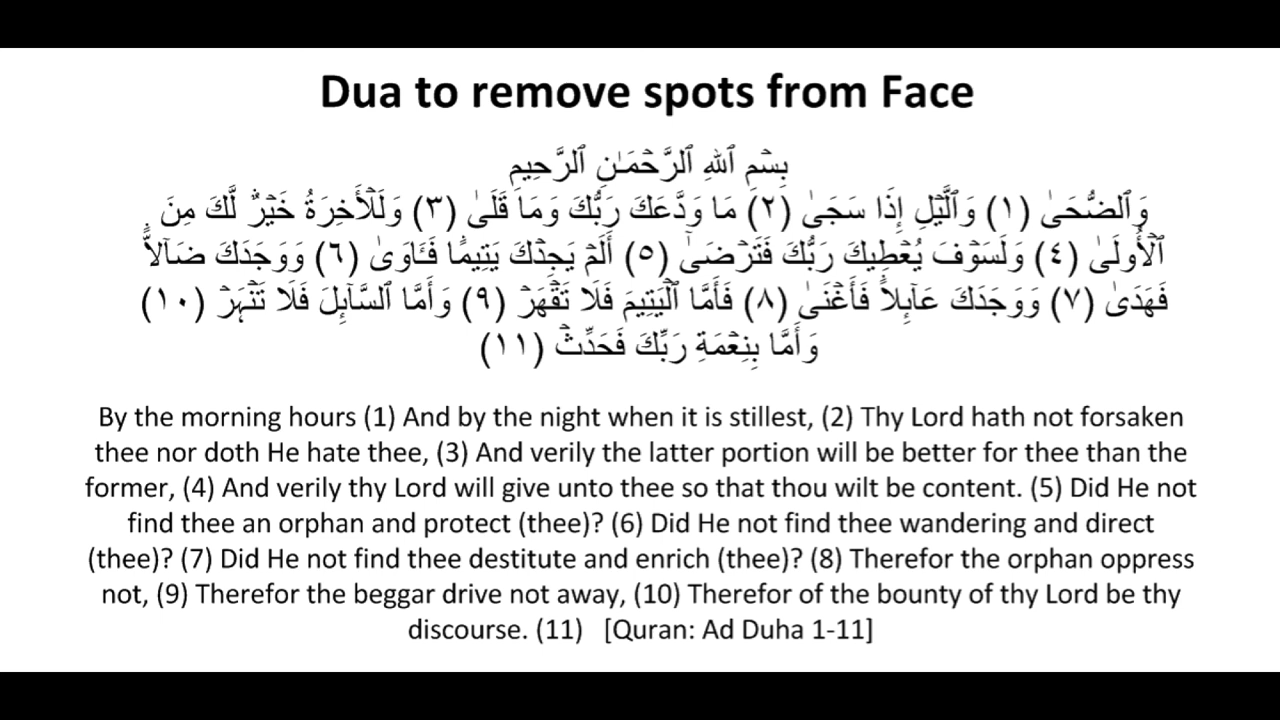 Dua to remove spots from Face
بِسْمِ ٱللهِ ٱلرَّحْمَـٰنِ ٱلرَّحِيمِ
وَٱلضُّحَىٰ (١) وَٱلَّيْلِ إِذَا سَجَىٰ (٢) مَا وَدَّعَكَ رَبُّكَ وَمَا قَلَىٰ (٣) وَلَلْأَخِرَةُ خَيْرٌ لَّكَ مِنَ
ٱلْأُولَىٰ (٤) وَلَسَوْفَ يُعْطِيكَ رَبُّكَ فَتَرْضَىٰٓ (٥) أَلَمْ يَجِدْكَ يَتِيمًا فَـَٔاوَىٰ (٦) وَوَجَدَكَ ضَآلاًّ
فَهَدَىٰ (٧) وَوَجَدَكَ عَآئِلاً فَأَغْنَىٰ (٨) فَأَمَّا ٱلْيَتِيمَ فَلَا تَقْهَرْ (٩) وَأَمَّا ٱلسَّآئِلَ فَلَا تَنْهَرْ (١٠)
وَأَمَّا بِنِعْمَةِ رَبِّكَ فَحَدِّثْ (١١)
By the morning hours (1) And by the night when it is stillest, (2) Thy Lord hath not forsaken
thee nor doth He hate thee, (3) And verily the latter portion will be better for thee than the
former, (4) And verily thy Lord will give unto thee so that thou wilt be content. (5) Did He not
find thee an orphan and protect (thee)? (6) Did He not find thee wandering and direct
(thee)? (7) Did He not find thee destitute and enrich (thee)? (8) Therefor the orphan oppress
not, (9) Therefor the beggar drive not away, (10) Therefor of the bounty of thy Lord be thy
discourse. (11) [Quran: Ad Duha 1-11]